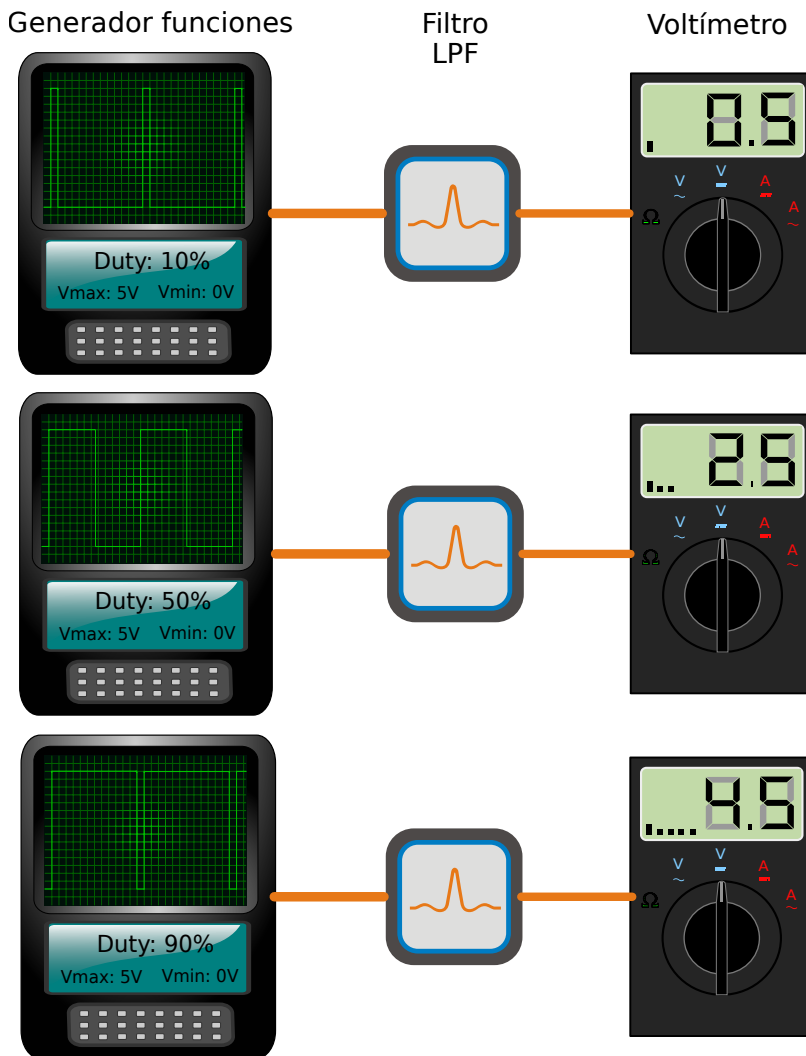 Generador funciones
Filtro
LPF
Voltímetro
0.5
V
V
A
A
~
Ω
~
Duty: 10%
Vmax: 5V Vmin: 0V
2.5
V
V
A
A
~
Ω
~
Duty: 50%
Vmax: 5V Vmin: 0V
4.5
V
V
A
A
~
Ω
~
Duty: 90%
Vmax: 5V Vmin: 0V